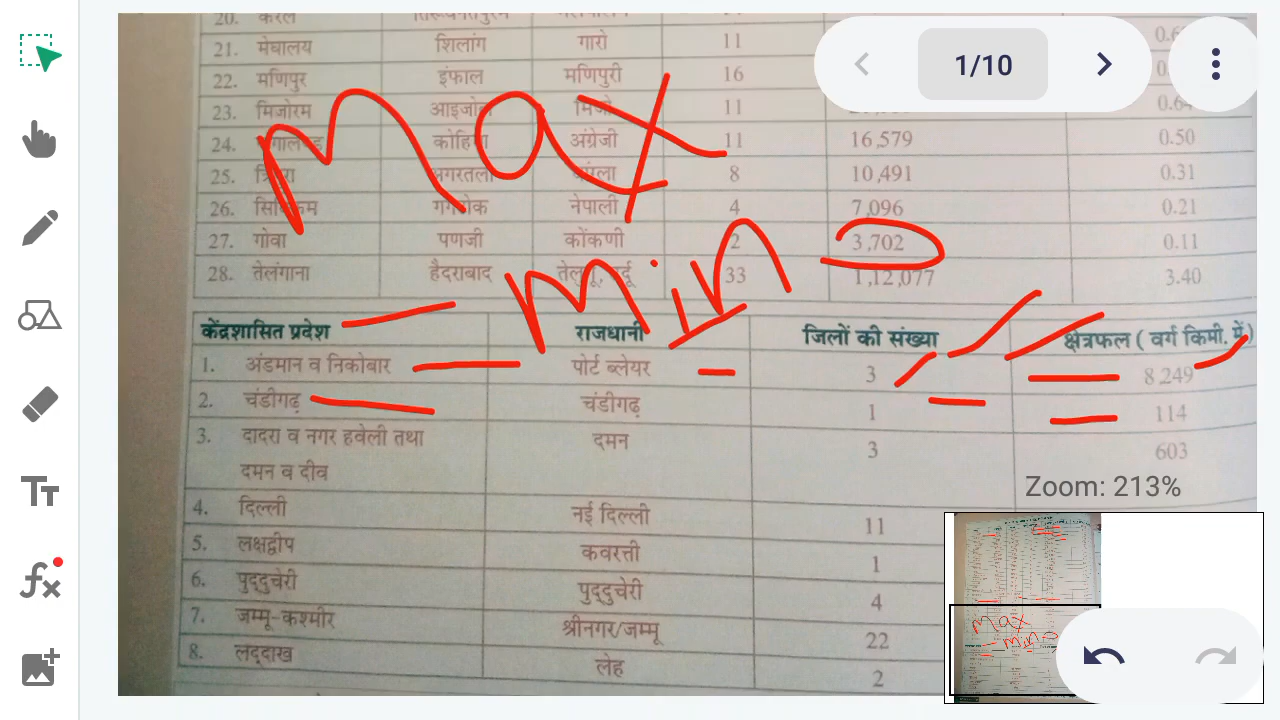 1/10
21. मेघालय शिलांग गारो 11
22. मणिपुर इंफाल मणिपुरी 16
23. मिजोरम 11 0.64
24. अंग्रेजी 11 16,579 0.50
25. 8 10,491 0.31
26. नेपाली 4 7,096 0.21
27. गोवा पणजी कोंकणी 2 3,702 0.11
28. तेलंगाना हैदराबाद 33 1,12,077 3.40
Max
Min
केंद्रशासित प्रदेश राजधानी जिलों की संख्या क्षेत्रफल ( वर्ग किमी. में)
1. अंडमान व निकोबार पोर्ट ब्लेयर 3 8,249
2. चंडीगढ़ चंडीगढ़ 1 114
3. दादरा व नगर हवेली तथा दमन 3 603
दमन व दीव
Zoom: 213%
4. दिल्ली नई दिल्ली 11
5. लक्षद्वीप कवरत्ती 1
6. पुद्दुचेरी पुद्दुचेरी 4
7. जम्मू-कश्मीर श्रीनगर/जम्मू 22
8. लद्दाख लेह 2